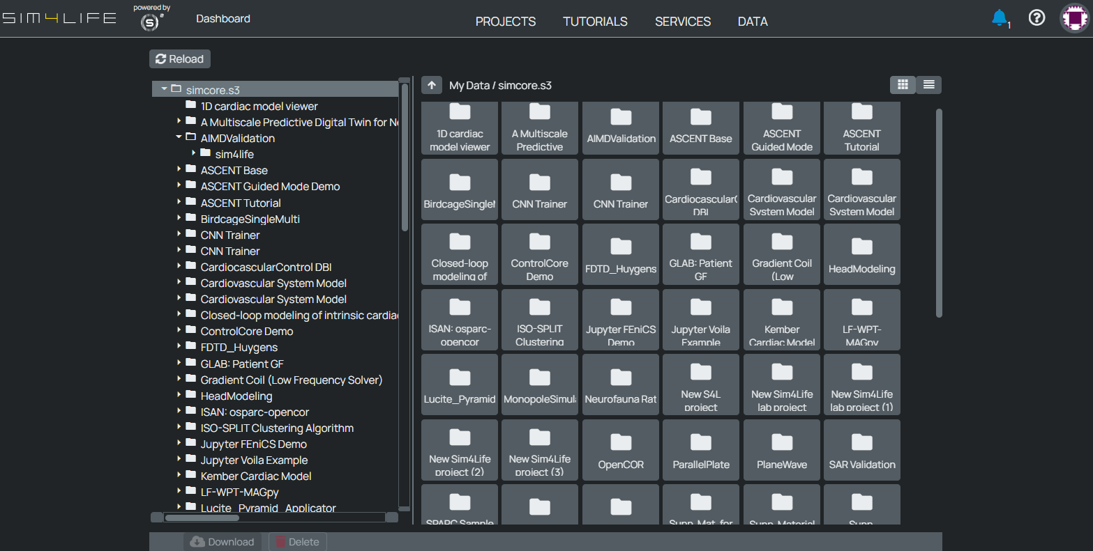 SIM4LIFE
powered by
Dashboard
PROJECTS
TUTORIALS
SERVICES
DATA
1
Reload
simcore.s3
1D cardiac model viewer
A Multiscale Predictive Digital Twin for Ne
AIMDValidation
sim4life
ASCENT Base
ASCENT Guided Mode Demo
ASCENT Tutorial
BirdcageSingleMulti
CNN Trainer
CNN Trainer
CardiocascularControl DBI
Cardiovascular System Model
Cardiovascular System Model
Closed-loop modeling of intrinsic cardiac
ControlCore Demo
FDTD_Huygens
GLAB: Patient GF
Gradient Coil (Low Frequency Solver)
HeadModeling
ISAN: osparc-opencor
ISO-SPLIT Clustering Algorithm
Jupyter FEniCS Demo
Jupyter Voila Example
Kember Cardiac Model
LF-WPT-MAGpy
Lucite_Pyramid_Applicator
My Data / simcore.s3
1D cardiac
model viewer
A Multiscale
Predictive
AIMDValidation
ASCENT Base
ASCENT
Guided Mode
ASCENT
Tutorial
BirdcageSingleM
CNN Trainer
CNN Trainer
CardiocascularC
DBI
Cardiovascular
System Model
Cardiovascular
System Model
Closed-loop
modeling of
ControlCore
Demo
FDTD_Huygens
GLAB: Patient
GF
Gradient Coil
(Low
HeadModeling
ISAN: osparc-
opencor
ISO-SPLIT
Clustering
Jupyter FEniCS
Demo
Jupyter Voila
Example
Kember
Cardiac Model
LF-WPT-
MAGpy
Lucite_Pyramid
MonopoleSimula
Neurofauna Rat
New S4L
project
New Sim4Life
lab project
New Sim4Life
lab project (1)
New Sim4Life
project (2)
New Sim4Life
project (3)
OpenCOR
ParallelPlate
PlaneWave
SAR Validation
SPARC Sample
Supp_Mat_for
Supp_Material
Supp
Download
Delete